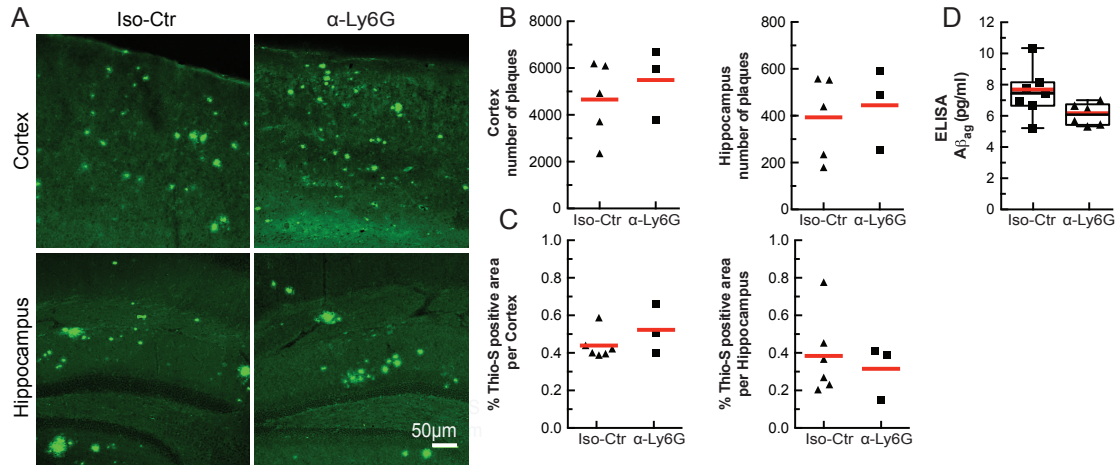 A
Iso-Ctr
α-Ly6G
Cortex
Hippocampus
50µm
B
Cortex
number of plaques
8000
6000
4000
2000
0
Iso-Ctr
α-Ly6G
Hippocampus
number of plaques
800
600
400
200
0
Iso-Ctr
α-Ly6G
C
% Thio-S positive area
per Cortex
1.0
0.8
0.6
0.4
0.2
0.0
Iso-Ctr
α-Ly6G
% Thio-S positive area
per Hippocampus
1.0
0.8
0.6
0.4
0.2
0.0
Iso-Ctr
α-Ly6G
D
ELISA
Aβag (pg/ml)
12
10
8
6
4
2
0
Iso-Ctr
α-Ly6G